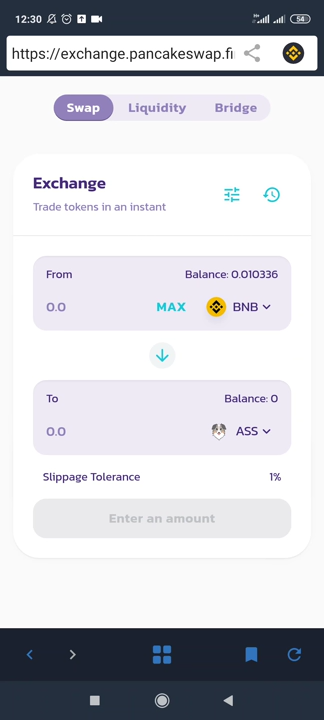 12:30
54
https://exchange.pancakeswap.fi
Swap Liquidity Bridge
Exchange
Trade tokens in an instant
From Balance: 0.010336
0.0 MAX BNB
To Balance: 0
0.0 ASS
Slippage Tolerance 1%
Enter an amount